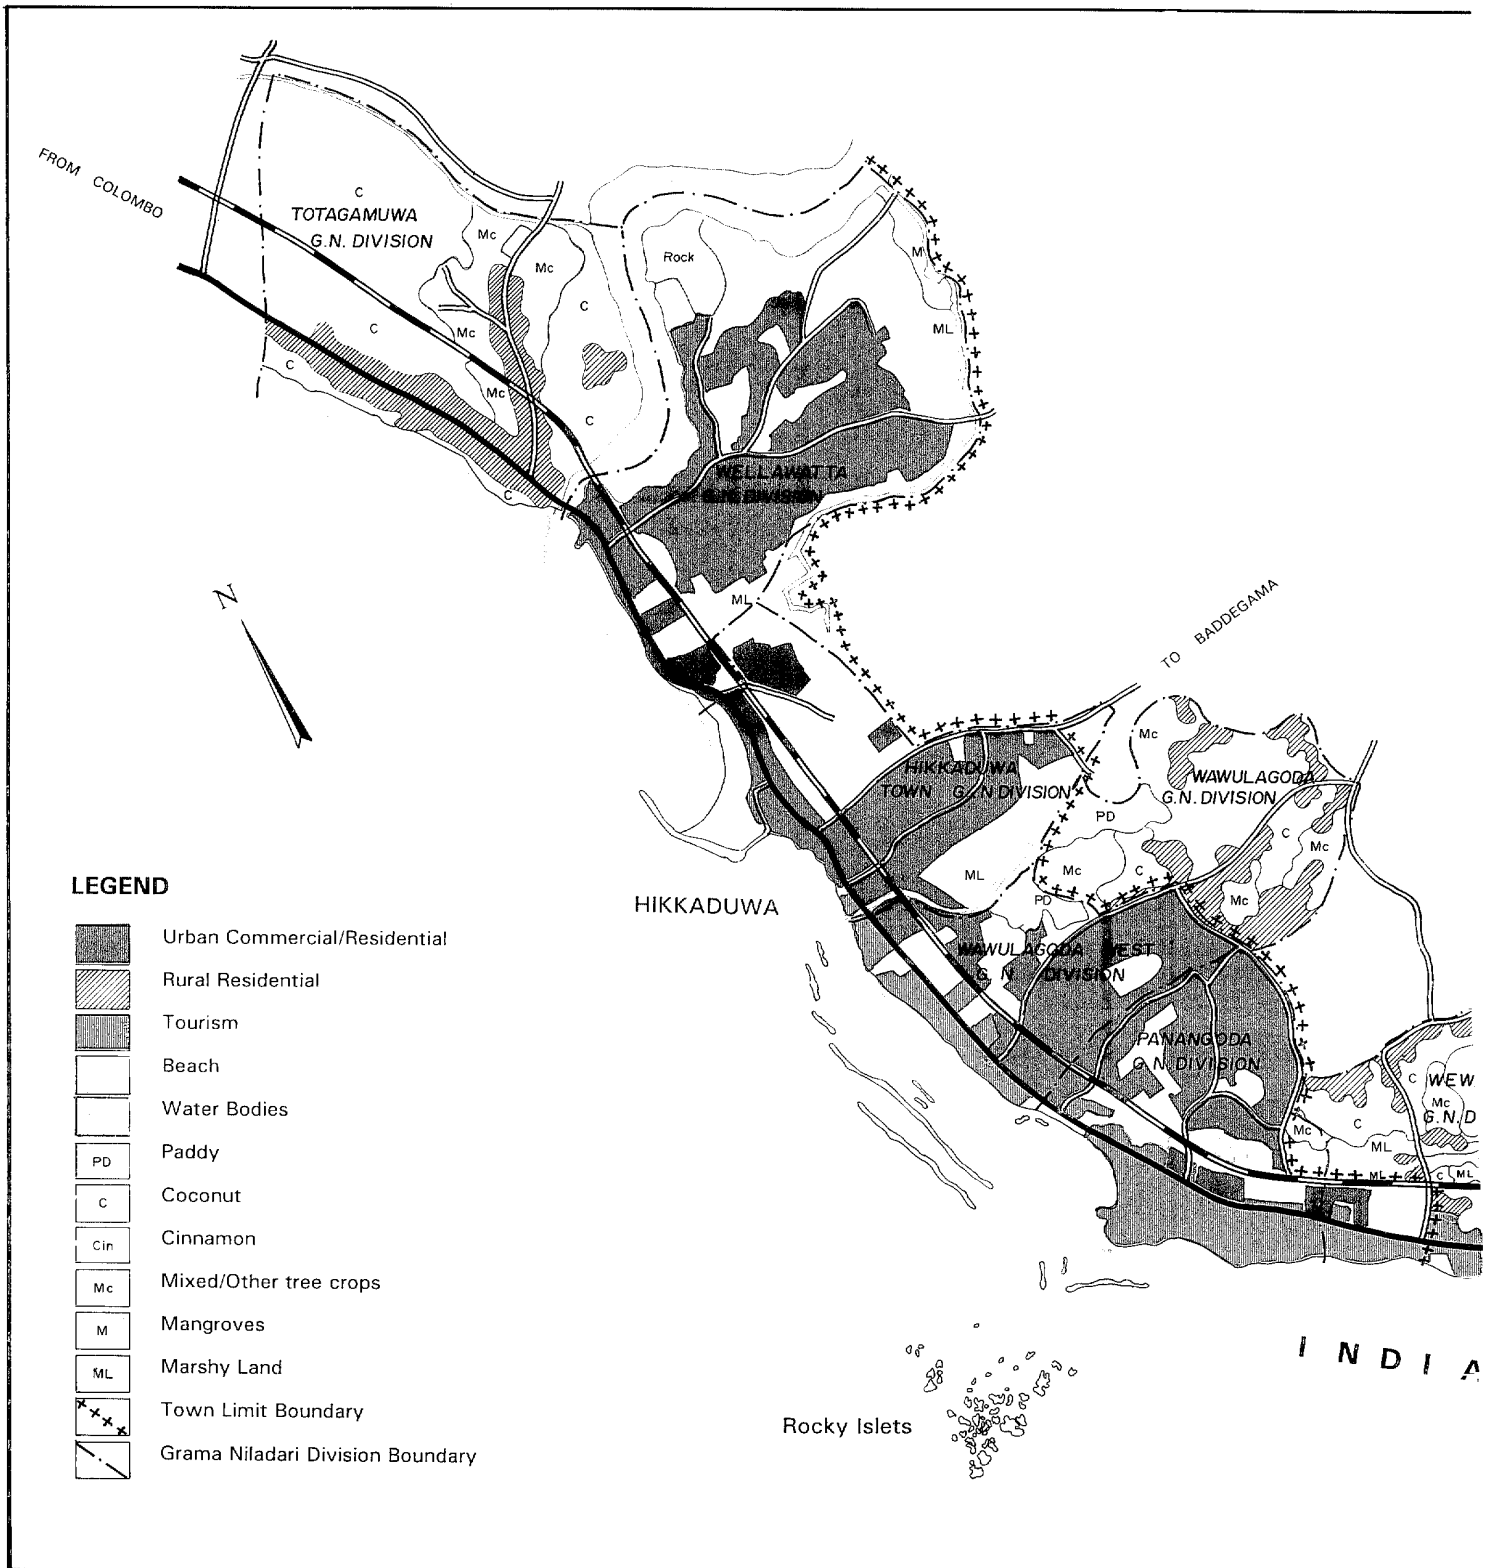 FROM COLOMBO
C
TOTAGAMUWA
G.N. DIVISION
Mc
Mc
Rock
M
C
C
Mc
ML
C
Mc
C
C
WELLAWATTA
G.N. DIVISION
N
ML
TO BADDEGAMA
Mc
HIKKADUWA
TOWN G.N DIVISION
WAWULAGODA
G.N. DIVISION
PD
C
Mc
ML
Mc
C
Mc
PD
HIKKADUWA
WAWULAGODA WEST
G. N DIVISION
PANANGODA
G.N. DIVISION
C
WEW
Mc
G.N.D
Mc
C
ML
ML
C
ML
LEGEND
Urban Commercial/Residential
Rural Residential
Tourism
Beach
Water Bodies
PD Paddy
C Coconut
Cin Cinnamon
Mc Mixed/Other tree crops
M Mangroves
ML Marshy Land
Town Limit Boundary
Grama Niladari Division Boundary
Rocky Islets
INDIA